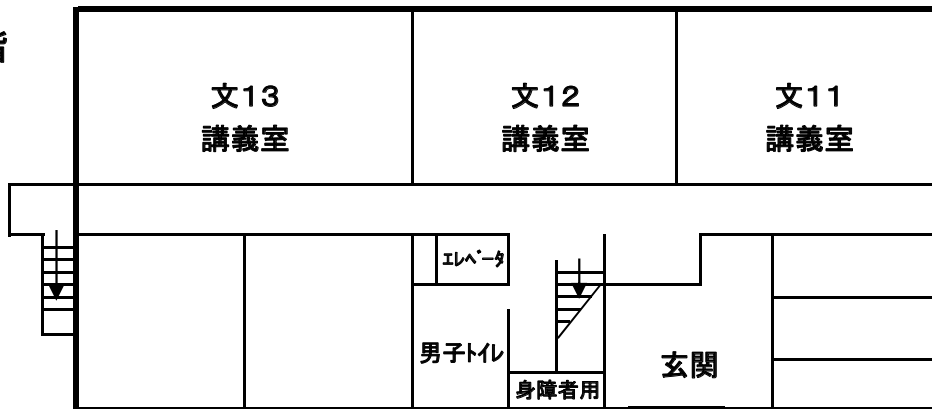 階
文13
講義室
文12
講義室
文11
講義室
エレベータ
男子トイレ
身障者用
玄関